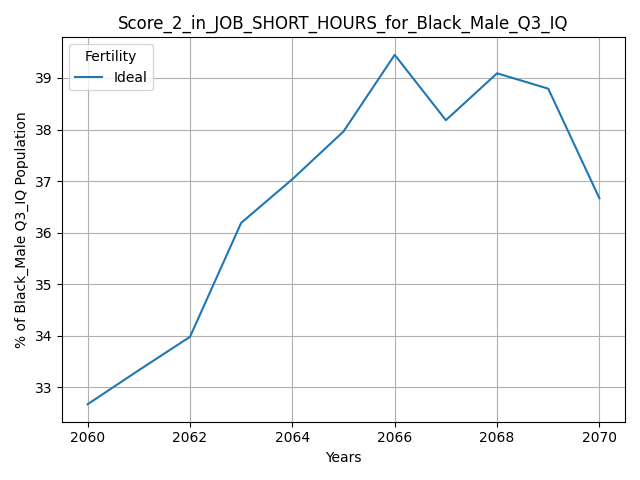 Score_2_in_JOB_SHORT_HOURS_for_Black_Male_Q3_IQ
Fertility
Ideal
% of Black_Male Q3_IQ Population
39
38
37
36
35
34
33
2060 2062 2064 2066 2068 2070
Years